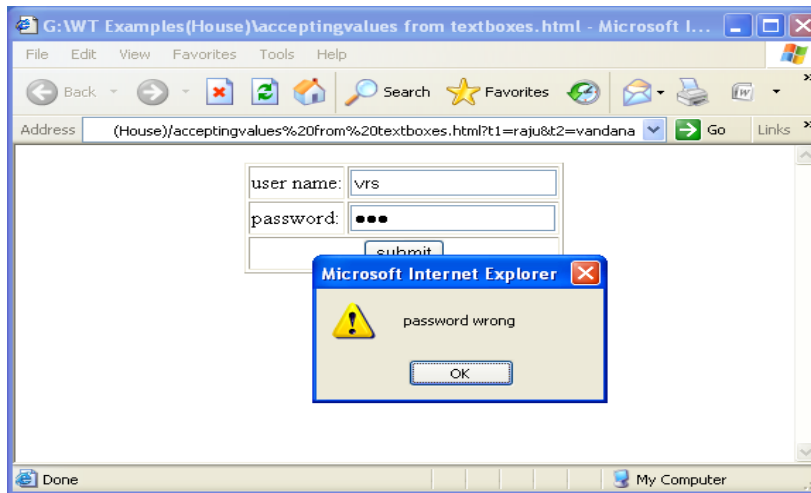 G:\WT Examples(House)\acceptingvalues from textboxes.html - Microsoft I...
File Edit View Favorites Tools Help
Back Search Favorites
Address (House)/acceptingvalues%20from%20textboxes.html?t1=raju&t2=vandana Go Links
user name: vrs
password: •••
submit
Microsoft Internet Explorer
password wrong
OK
Done My Computer